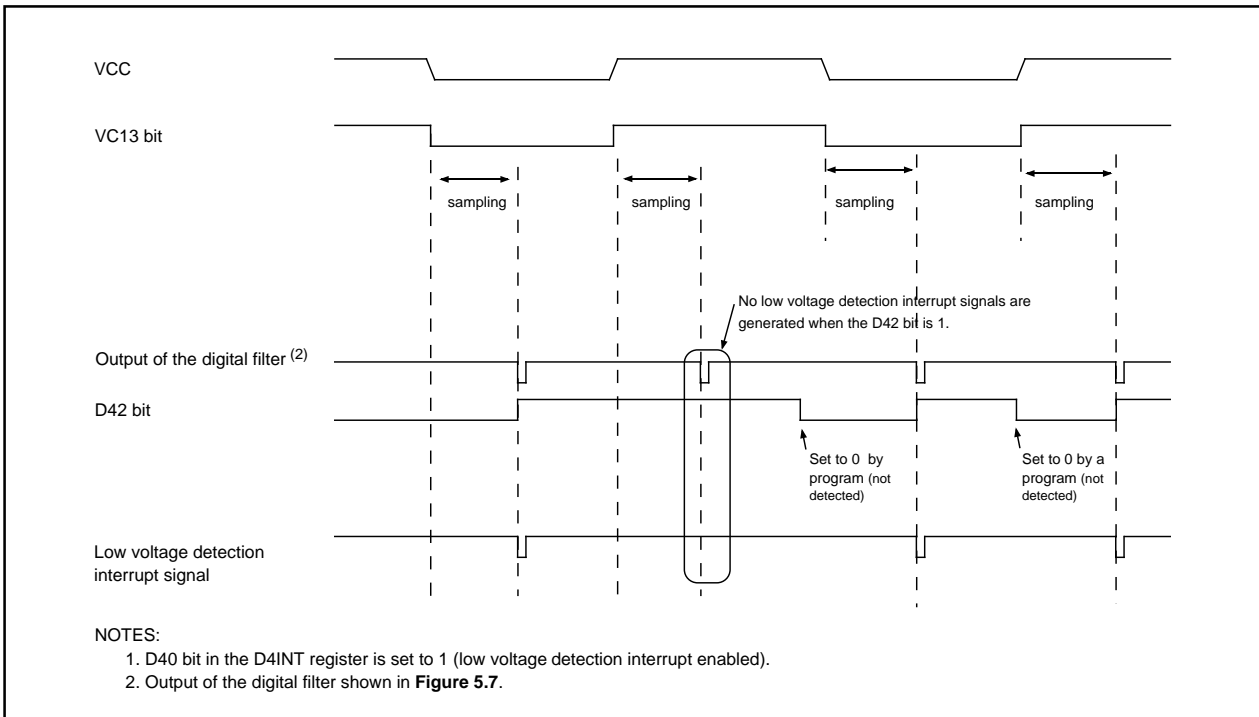 VCC
VC13 bit
sampling
sampling
sampling
sampling
No low voltage detection interrupt signals are
generated when the D42 bit is 1.
Output of the digital filter (2)
D42 bit
Set to 0 by
program (not
detected)
Set to 0 by a
program (not
detected)
Low voltage detection
interrupt signal
NOTES:
1. D40 bit in the D4INT register is set to 1 (low voltage detection interrupt enabled).
2. Output of the digital filter shown in Figure 5.7.